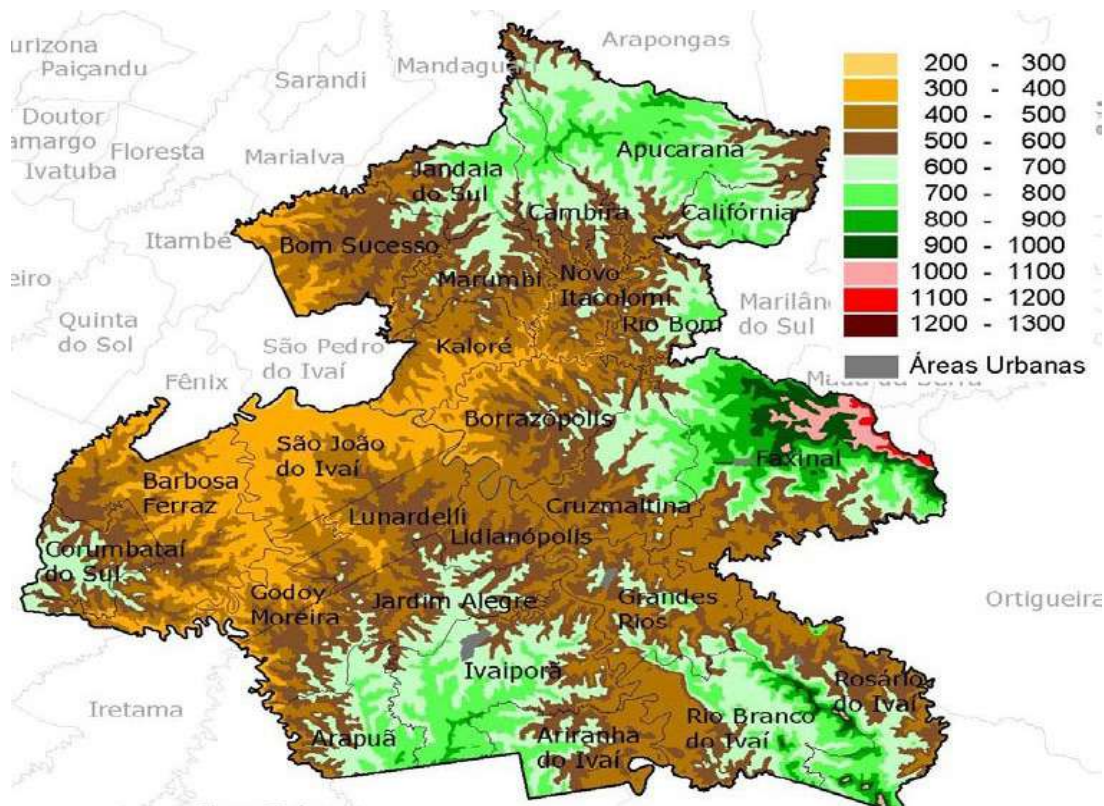 Arapongas
urizona
Paiçandu
Sarandi
Mandagua
200 - 300
300 - 400
400 - 500
500 - 600
600 - 700
700 - 800
800 - 900
900 - 1000
1000 - 1100
1100 - 1200
1200 - 1300
Áreas Urbanas
Doutor
amargo
Floresta
Ivatuba
Marialva
Apucarana
Jandaia
do Sul
Cambira
Califórnia
Itambé
Bom Sucesso
Marumbi
Novo
Itacolomi
eiro
Marilân
do Sul
Rio Bom
Quinta
do Sol
São Pedro
do Ivaí
Kaloré
Fênix
Borrazópolis
São João
do Ivaí
Faxinal
Barbosa
Ferraz
Lunardelli
Cruzmaltina
Lidianópolis
Corumbataí
do Sul
Godoy
Moreira
Jardim Alegre
Grandes
Rios
Ortigueira
Ivaiporã
Rosário
do Ivaí
Iretama
Rio Branco
do Ivaí
Arapuã
Ariranha
do Ivaí